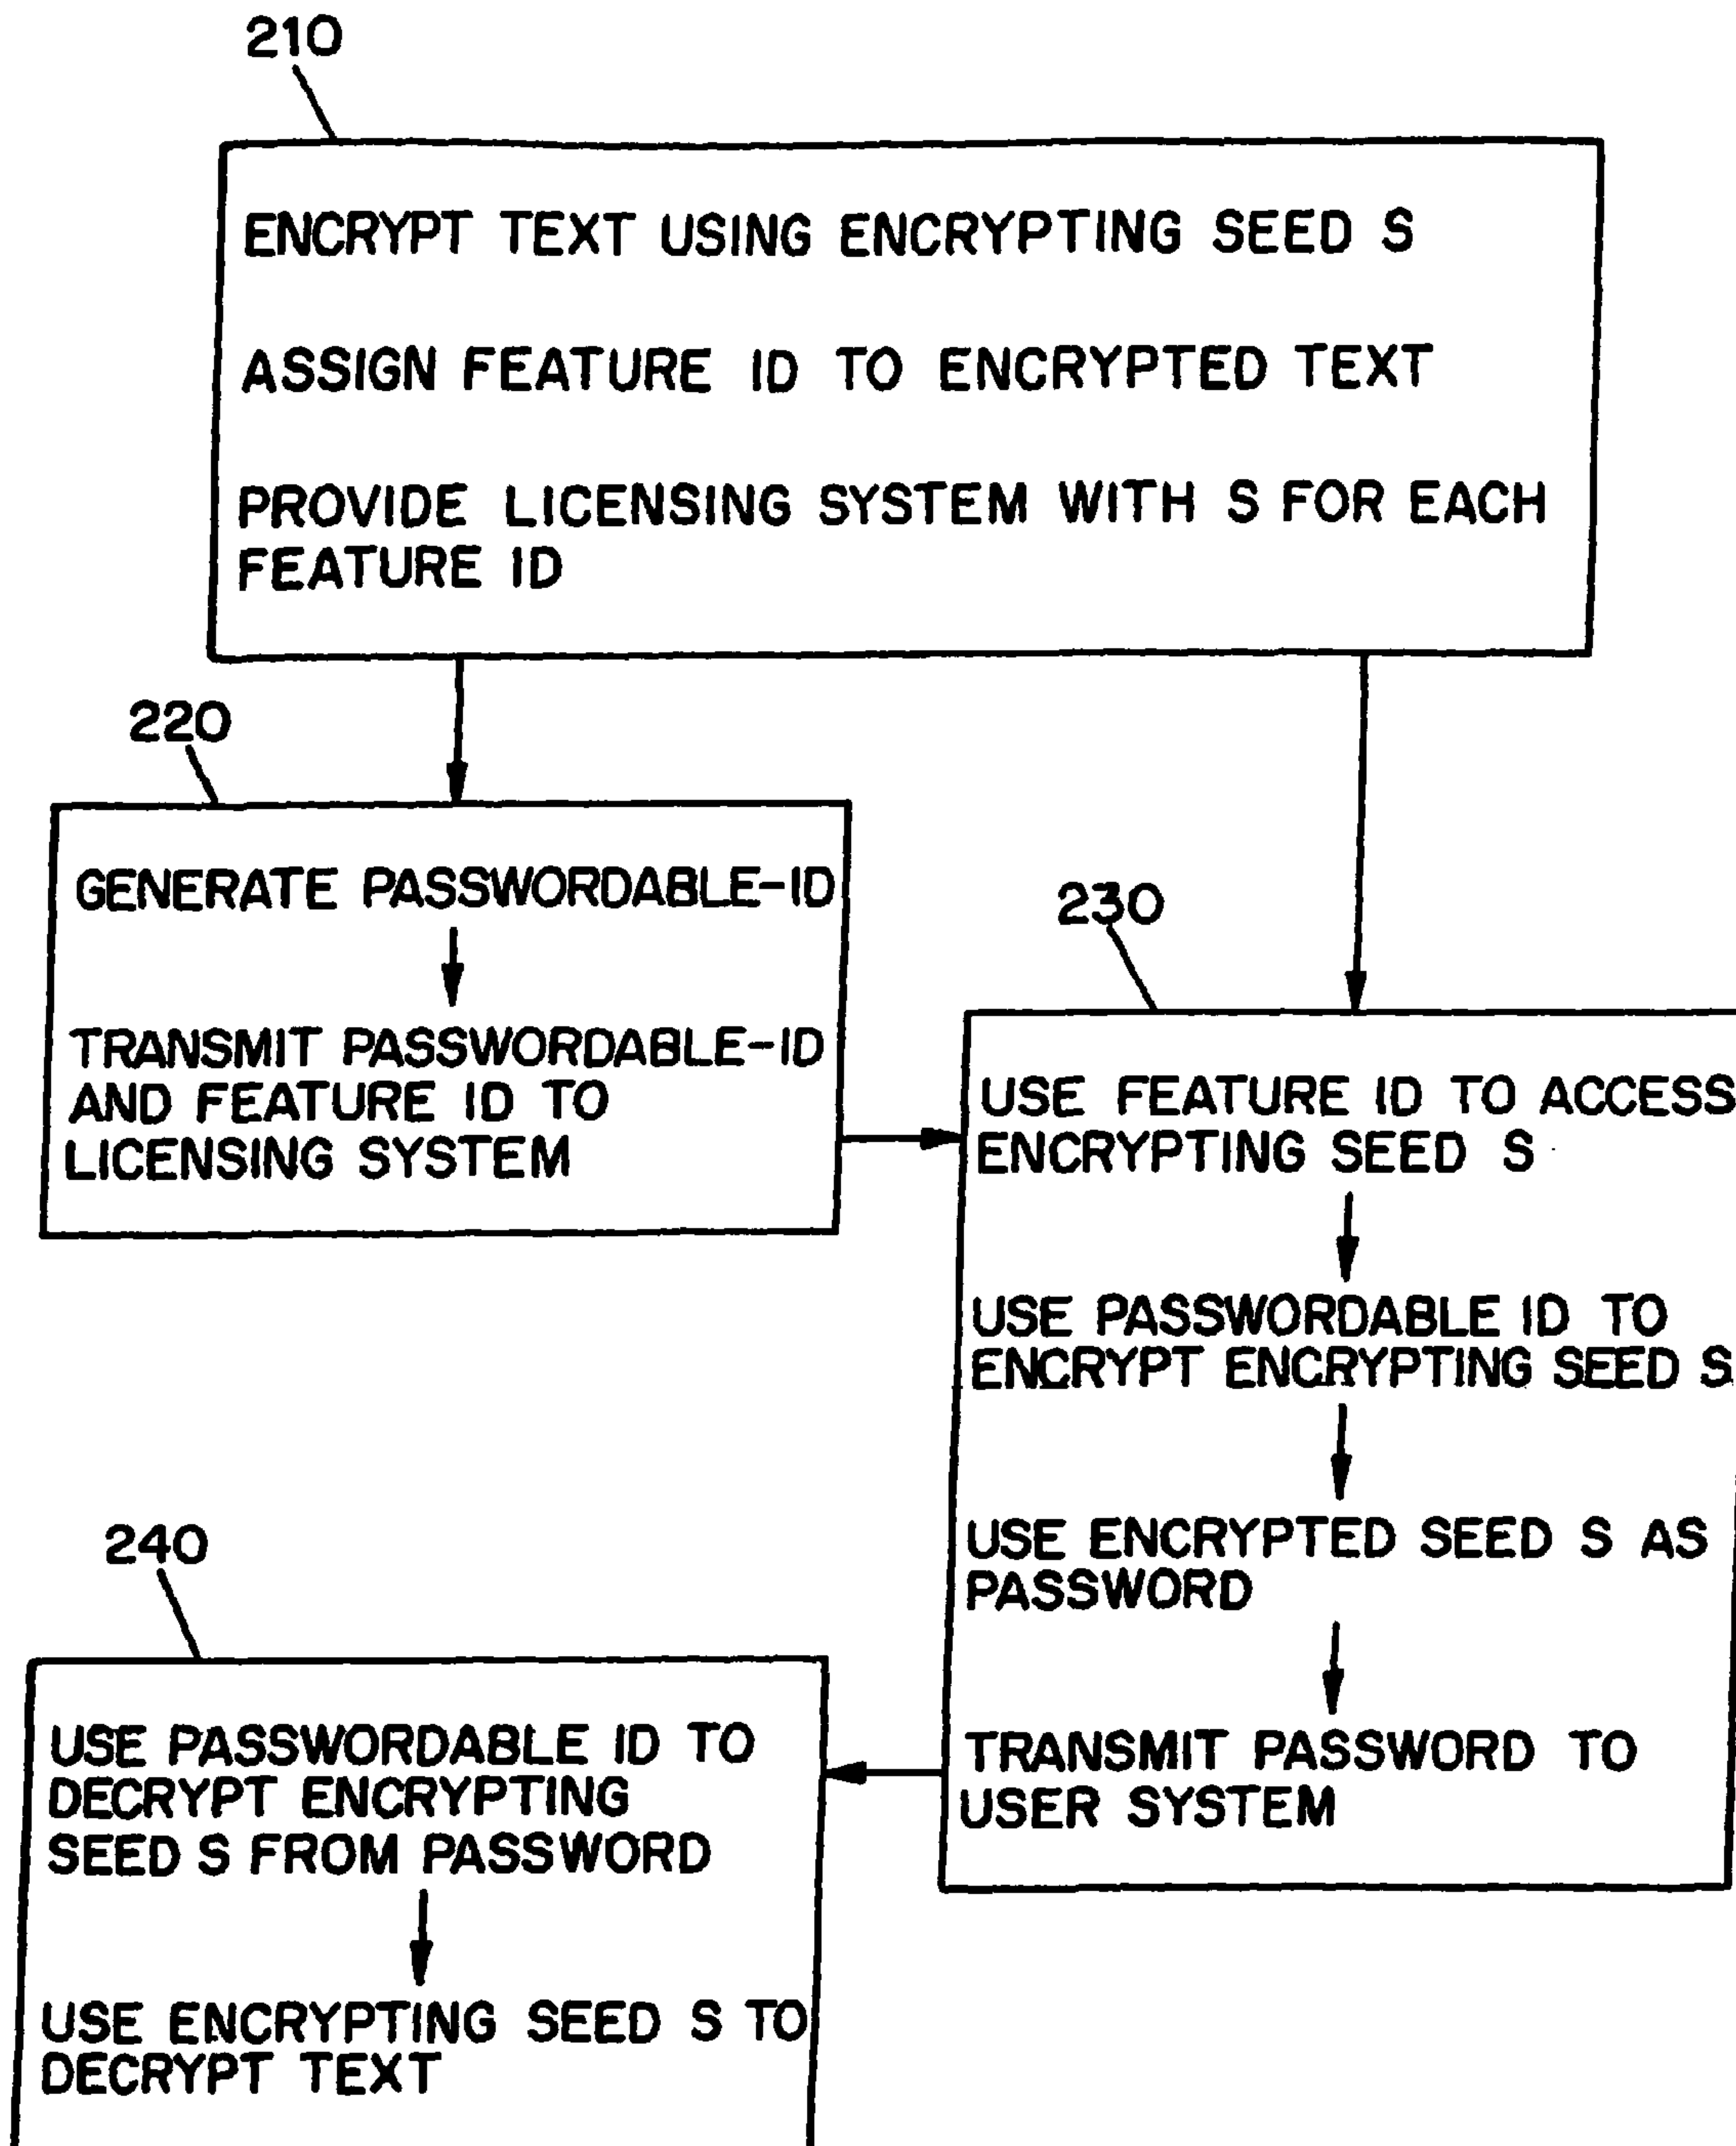 210
ENCRYPT TEXT USING ENCRYPTING SEED S
ASSIGN FEATURE ID TO ENCRYPTED TEXT
PROVIDE LICENSING SYSTEM WITH S FOR EACH
FEATURE ID
220
GENERATE PASSWORDABLE-ID
TRANSMIT PASSWORDABLE-ID
AND FEATURE ID TO
LICENSING SYSTEM
230
USE FEATURE ID TO ACCESS
ENCRYPTING SEED S
USE PASSWORDABLE ID TO
ENCRYPT ENCRYPTING SEED S
USE ENCRYPTED SEED S AS
PASSWORD
TRANSMIT PASSWORD TO
USER SYSTEM
240
USE PASSWORDABLE ID TO
DECRYPT ENCRYPTING
SEED S FROM PASSWORD
USE ENCRYPTING SEED S TO
DECRYPT TEXT